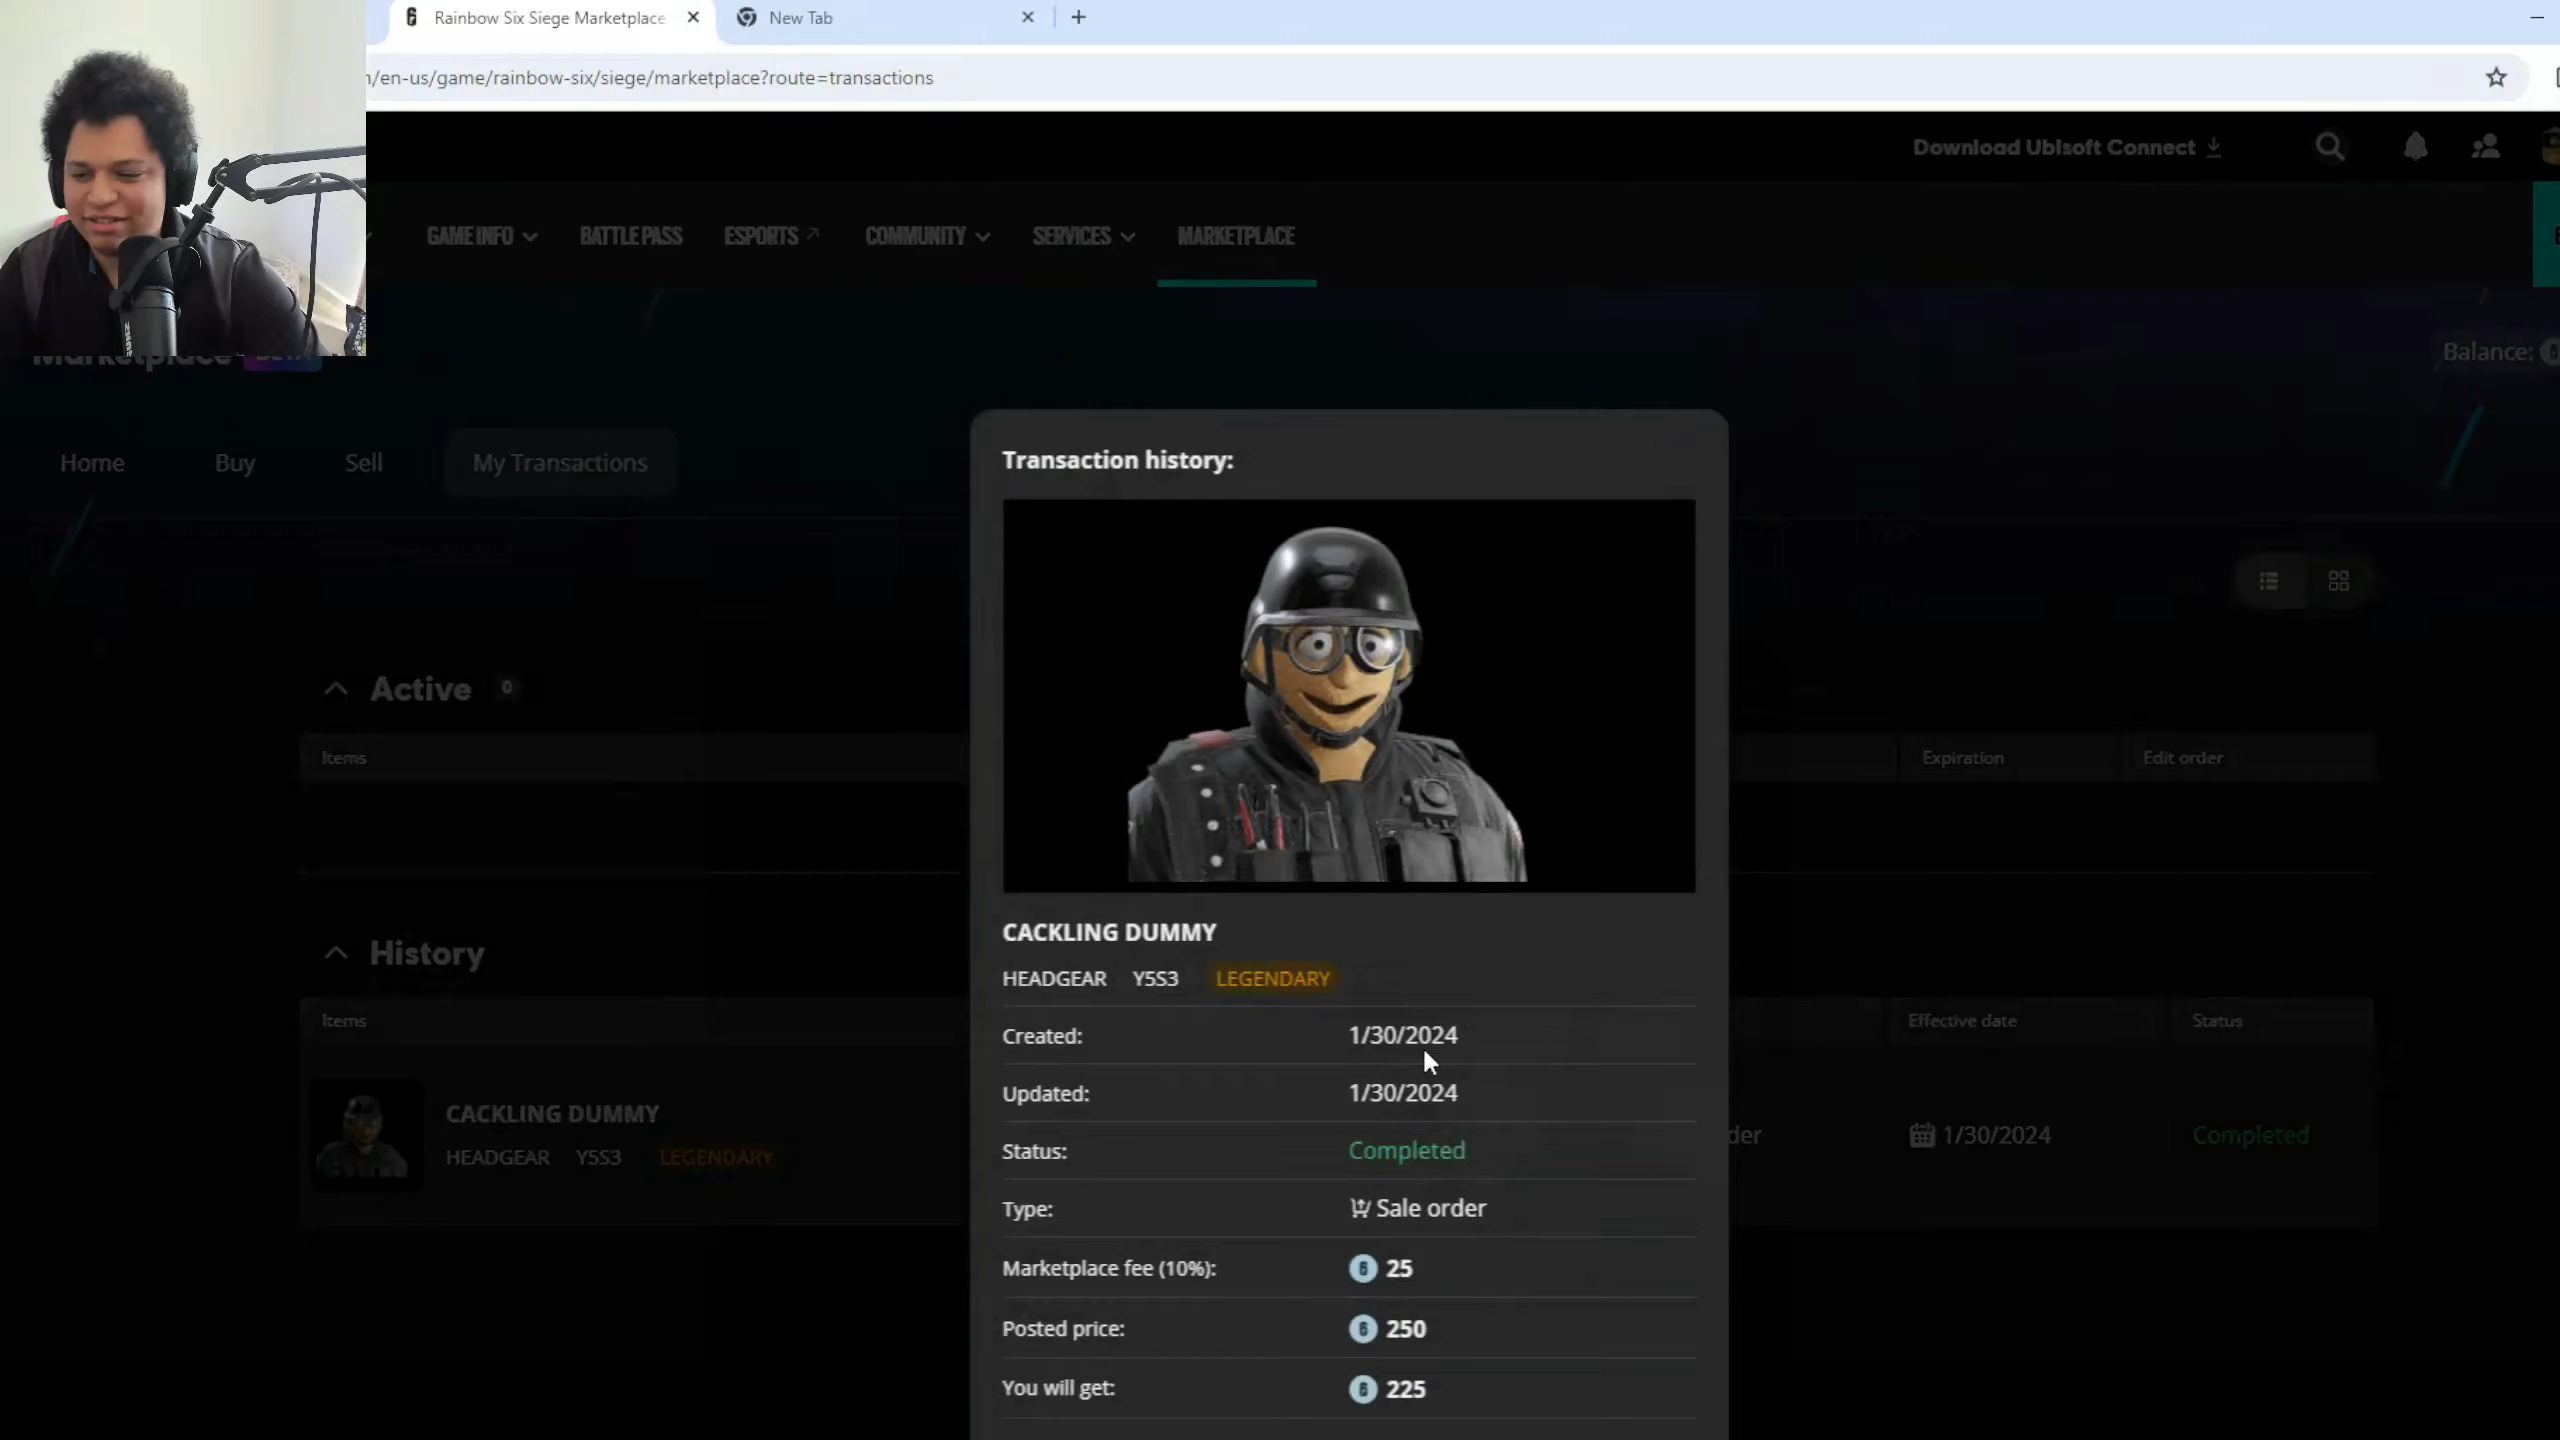 Rainbow Six Siege Marketplace
New Tab
/en-us/game/rainbow-six/siege/marketplace?route=transactions
Download Ubisoft Connect
GAME INFO BATTLE PASS ESPORTS COMMUNITY SERVICES MARKETPLACE
Marketplace BETA
Balance:
Home Buy Sell My Transactions
Transaction history:
Active 0
Items Expiration Edit order
CACKLING DUMMY
HEADGEAR Y5S3 LEGENDARY
Created: 1/30/2024
Updated: 1/30/2024
Status: Completed
Type: Sale order
Marketplace fee (10%): 25
Posted price: 250
You will get: 225
History
Items Effective date Status
CACKLING DUMMY
HEADGEAR Y5S3 LEGENDARY
der 1/30/2024 Completed